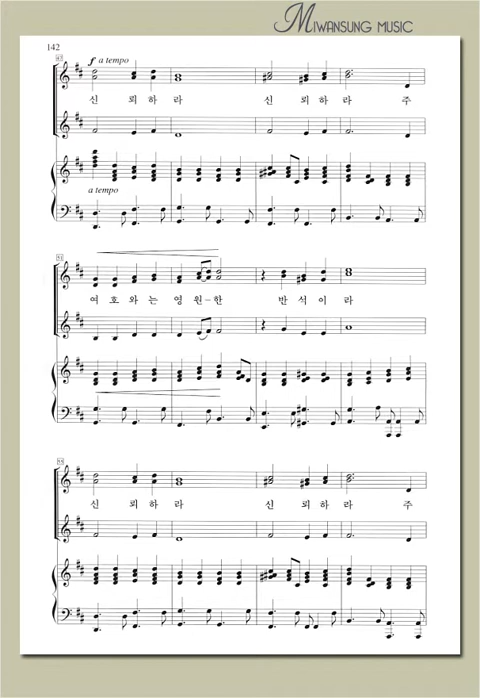 MIWANSUNG MUSIC
142
f a tempo
신 뢰 하 라 신 뢰 하 라 주
a tempo
51
여 호 와 는 영 원 - 한 반 석 이 라
신 뢰 하 라 신 뢰 하 라 주